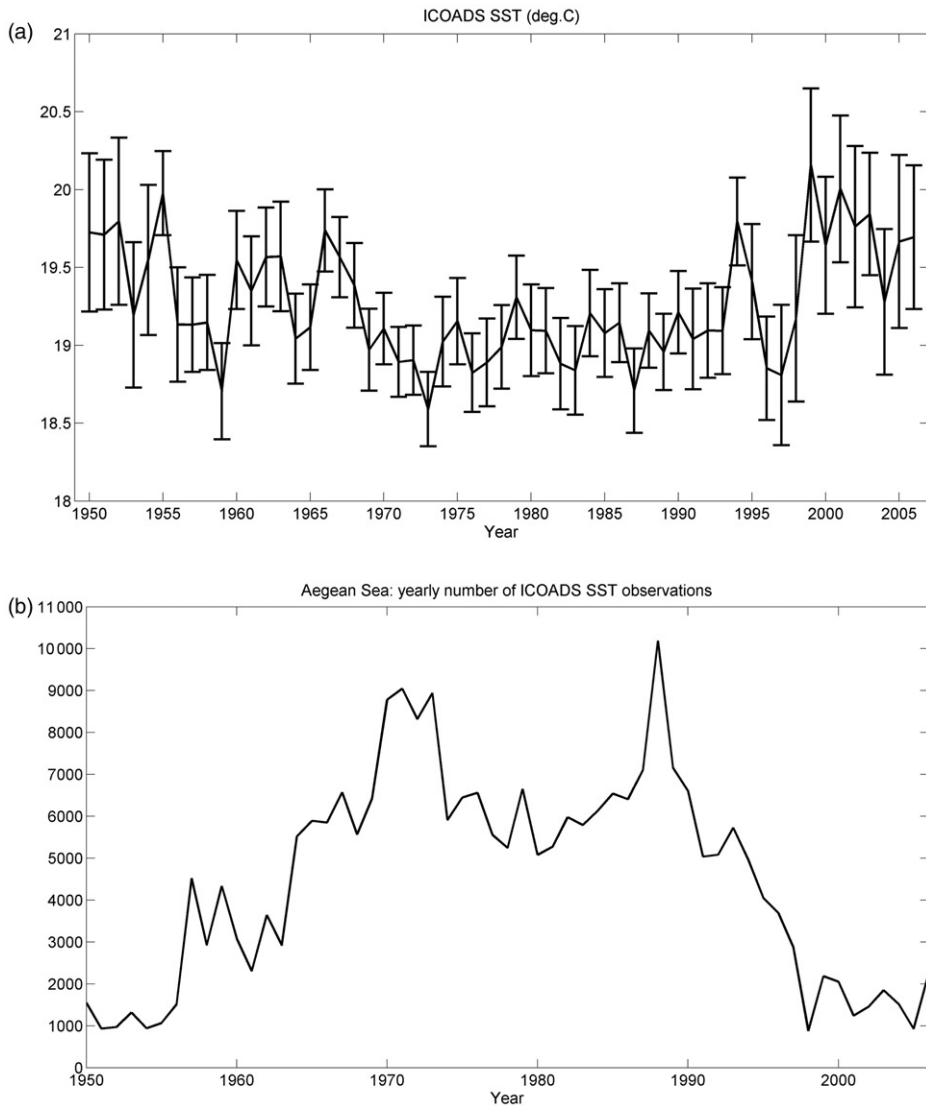 (a)
ICOADS SST (deg.C)
21
20.5
20
19.5
19
18.5
18
1950 1955 1960 1965 1970 1975 1980 1985 1990 1995 2000 2005
Year
(b)
Aegean Sea: yearly number of ICOADS SST observations
11 000
10 000
9000
8000
7000
6000
5000
4000
3000
2000
1000
0
1950 1960 1970 1980 1990 2000
Year